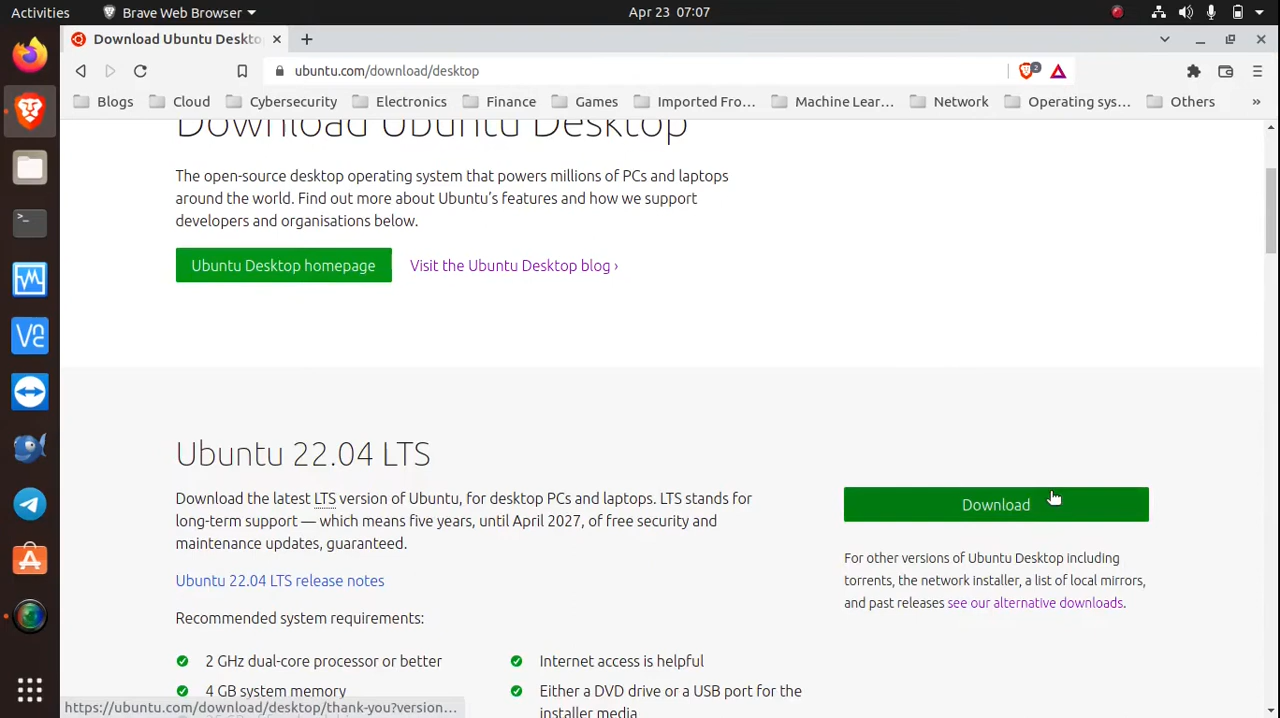 Activities Brave Web Browser Apr 23 07:07
Download Ubuntu Deskto
ubuntu.com/download/desktop 2
Blogs Cloud Cybersecurity Electronics Finance Games Imported Fro... Machine Lear... Network Operating sys... Others »
Download Ubuntu Desktop
The open-source desktop operating system that powers millions of PCs and laptops
around the world. Find out more about Ubuntu's features and how we support
developers and organisations below.
Ubuntu Desktop homepage Visit the Ubuntu Desktop blog ›
Ubuntu 22.04 LTS
Download the latest LTS version of Ubuntu, for desktop PCs and laptops. LTS stands for
long-term support — which means five years, until April 2027, of free security and
maintenance updates, guaranteed.
Ubuntu 22.04 LTS release notes
Download
For other versions of Ubuntu Desktop including
torrents, the network installer, a list of local mirrors,
and past releases see our alternative downloads.
Recommended system requirements:
2 GHz dual-core processor or better
4 GB system memory
Internet access is helpful
Either a DVD drive or a USB port for the
installer media
https://ubuntu.com/download/desktop/thank-you?version...